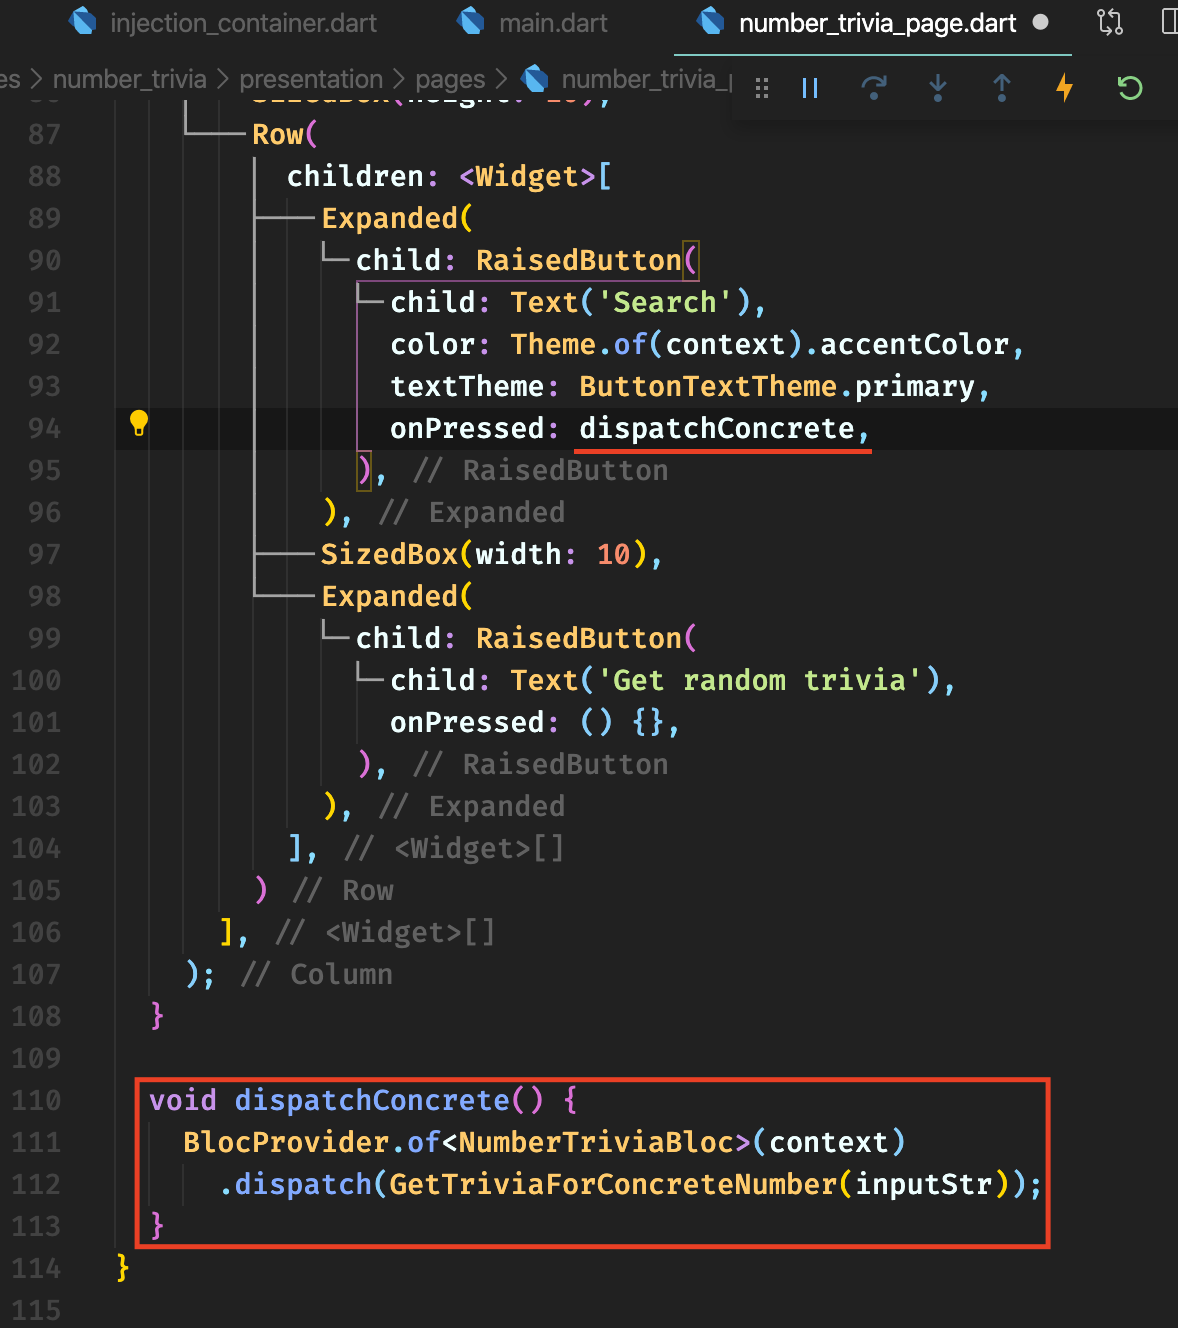 injection_container.dart
main.dart
number_trivia_page.dart
es > number_trivia > presentation > pages > number_trivia_
87 Row(
88 children: <Widget>[
89 Expanded(
90 child: RaisedButton(
91 child: Text('Search'),
92 color: Theme.of(context).accentColor,
93 textTheme: ButtonTextTheme.primary,
94 onPressed: dispatchConcrete,
95 ), // RaisedButton
96 ), // Expanded
97 SizedBox(width: 10),
98 Expanded(
99 child: RaisedButton(
100 child: Text('Get random trivia'),
101 onPressed: () {},
102 ), // RaisedButton
103 ), // Expanded
104 ], // <Widget>[]
105 ) // Row
106 ], // <Widget>[]
107 ); // Column
108 }
109
110 void dispatchConcrete() {
111 BlocProvider.of<NumberTriviaBloc>(context)
112 .dispatch(GetTriviaForConcreteNumber(inputStr));
113 }
114 }
115